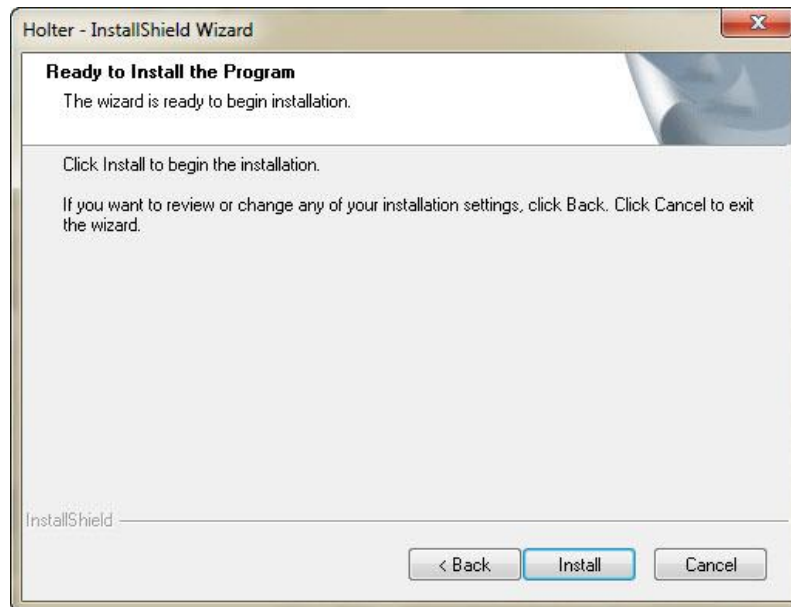 Holter - InstallShield Wizard
Ready to Install the Program
The wizard is ready to begin installation.
Click Install to begin the installation.
If you want to review or change any of your installation settings, click Back. Click Cancel to exit
the wizard.
InstallShield
< Back Install Cancel